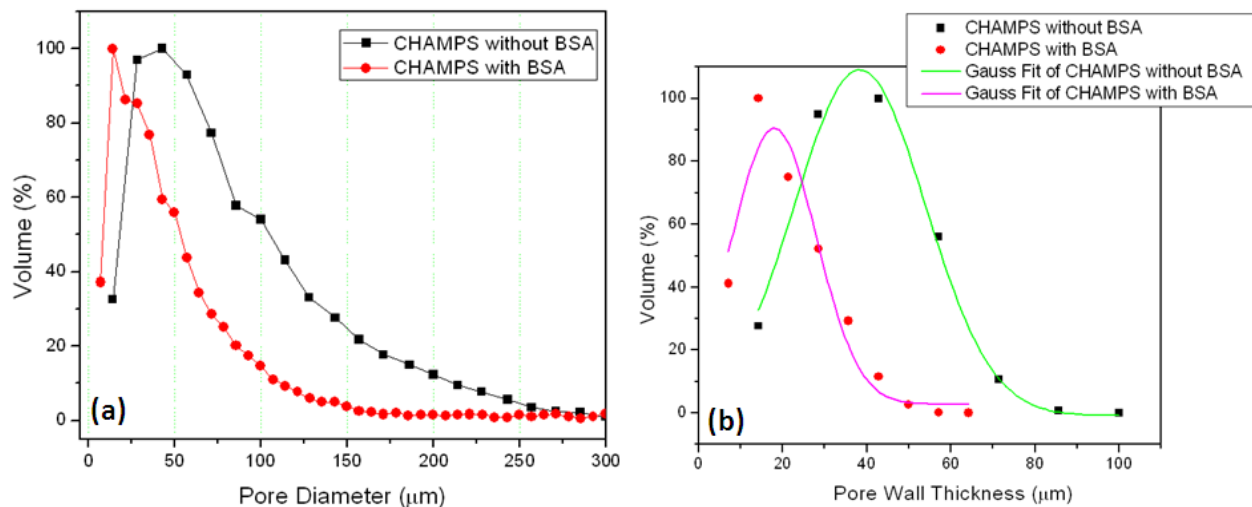 CHAMPS without BSA
CHAMPS with BSA
100
80
60
40
20
0
Volume (%)
(a)
0 50 100 150 200 250 300
Pore Diameter (μm)
CHAMPS without BSA
CHAMPS with BSA
Gauss Fit of CHAMPS without BSA
Gauss Fit of CHAMPS with BSA
100
80
60
40
20
0
Volume (%)
(b)
0 20 40 60 80 100
Pore Wall Thickness (μm)